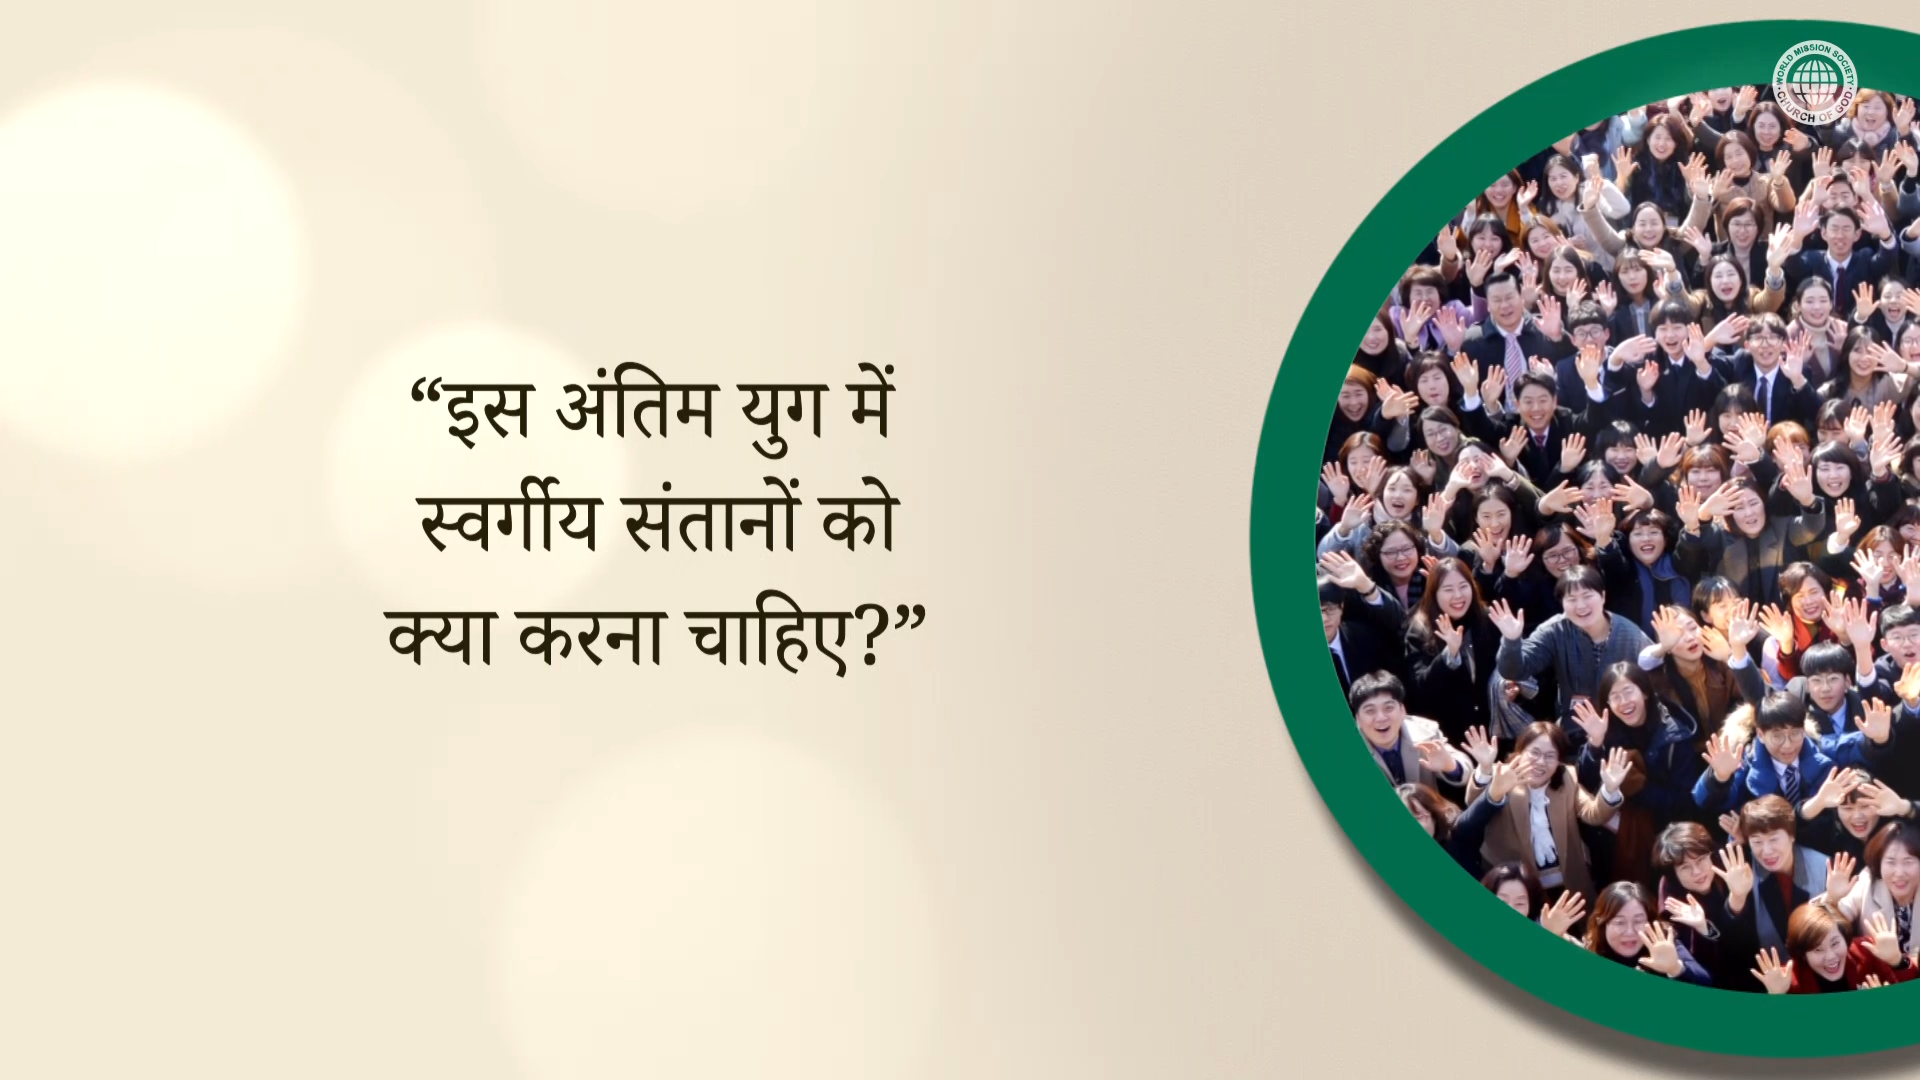 “इस अंतिम युग में
स्वर्गीय संतानों को
क्या करना चाहिए?”
WORLD MISSION SOCIETY
CHURCH OF GOD